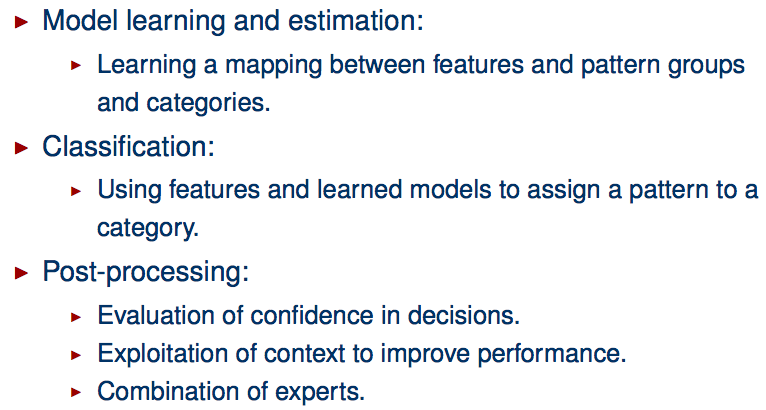 ► Model learning and estimation:
► Learning a mapping between features and pattern groups
and categories.
► Classification:
► Using features and learned models to assign a pattern to a
category.
► Post-processing:
► Evaluation of confidence in decisions.
► Exploitation of context to improve performance.
► Combination of experts.